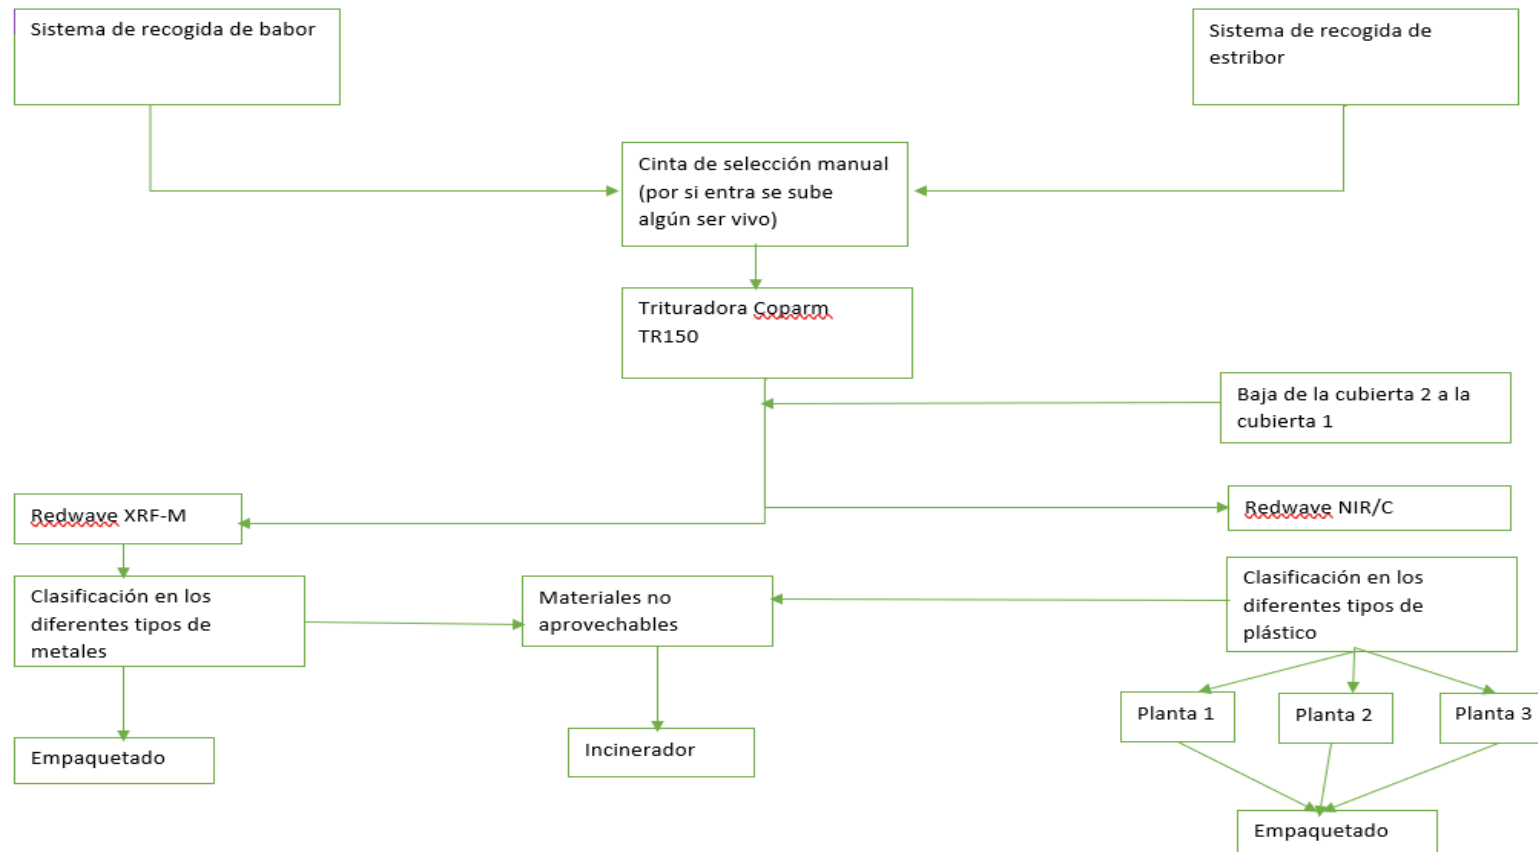 Sistema de recogida de babor
Sistema de recogida de
estribor
Cinta de selección manual
(por si entra se sube
algún ser vivo)
Trituradora Coparm
TR150
Baja de la cubierta 2 a la
cubierta 1
Redwave XRF-M
Redwave NIR/C
Clasificación en los
diferentes tipos de
metales
Materiales no
aprovechables
Clasificación en los
diferentes tipos de
plástico
Planta 1
Planta 2
Planta 3
Empaquetado
Incinerador
Empaquetado